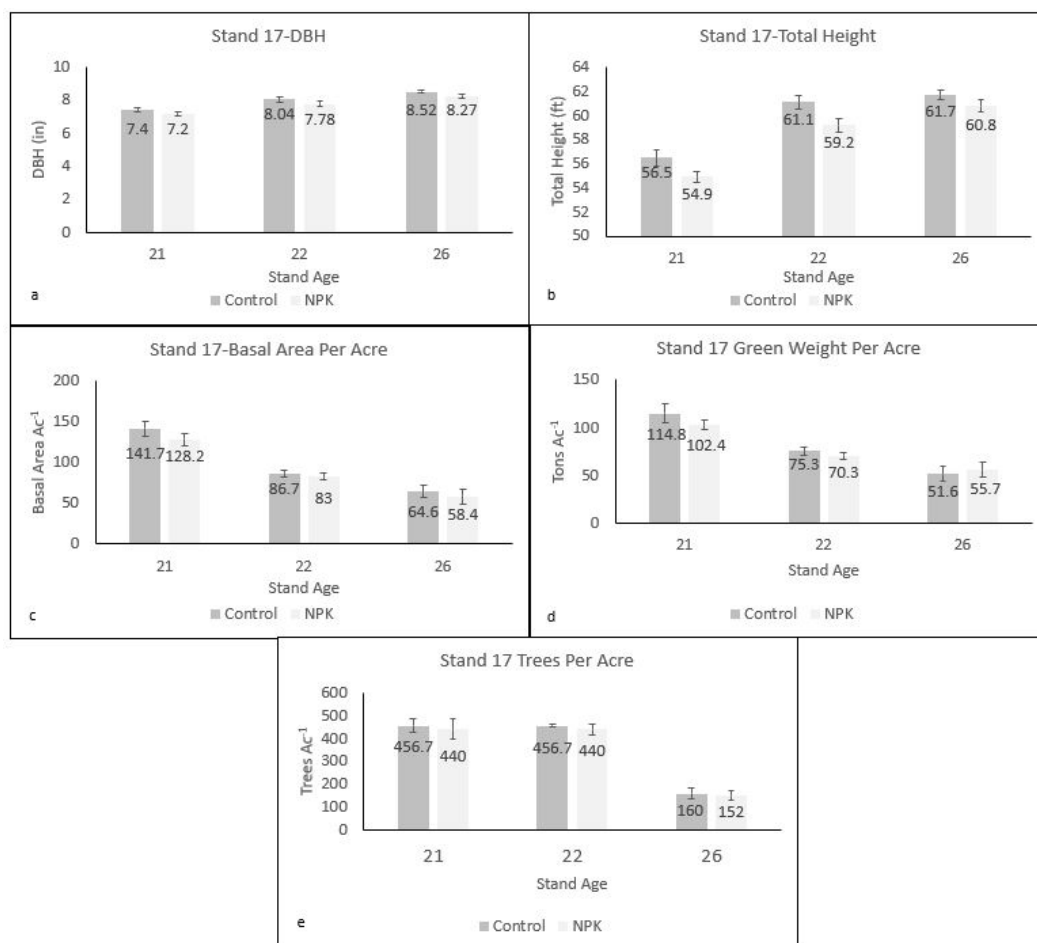 Stand 17-DBH
DBH (in)
10
8
6
4
2
0
7.4
7.2
8.04
7.78
8.52
8.27
21
22
26
Stand Age
Control
NPK
a
Stand 17-Total Height
Total Height (ft)
64
62
60
58
56
54
52
50
56.5
54.9
61.1
59.2
61.7
60.8
21
22
26
Stand Age
Control
NPK
b
Stand 17-Basal Area Per Acre
Basal Area Ac⁻¹
200
150
100
50
0
141.7
128.2
86.7
83
64.6
58.4
21
22
26
Stand Age
Control
NPK
c
Stand 17 Green Weight Per Acre
Tons Ac⁻¹
150
100
50
0
114.8
102.4
75.3
70.3
51.6
55.7
21
22
26
Stand Age
Control
NPK
d
Stand 17 Trees Per Acre
Trees Ac⁻¹
600
500
400
300
200
100
0
456.7
440
456.7
440
160
152
21
22
26
Stand Age
Control
NPK
e